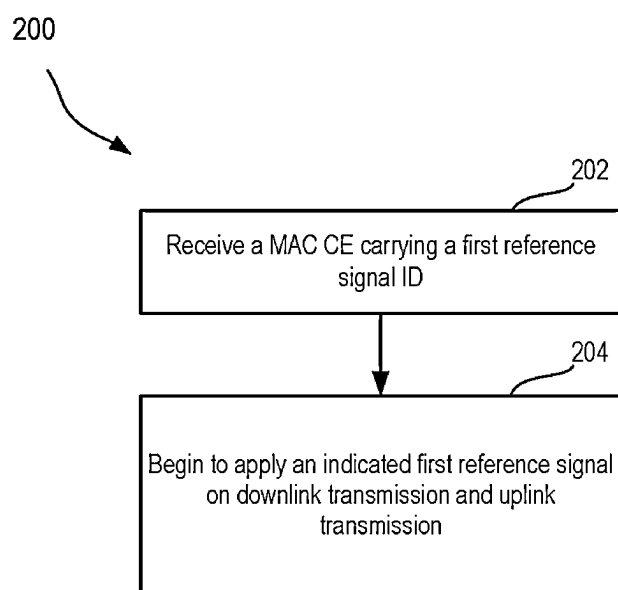 200
202
Receive a MAC CE carrying a first reference
signal ID
204
Begin to apply an indicated first reference signal
on downlink transmission and uplink
transmission